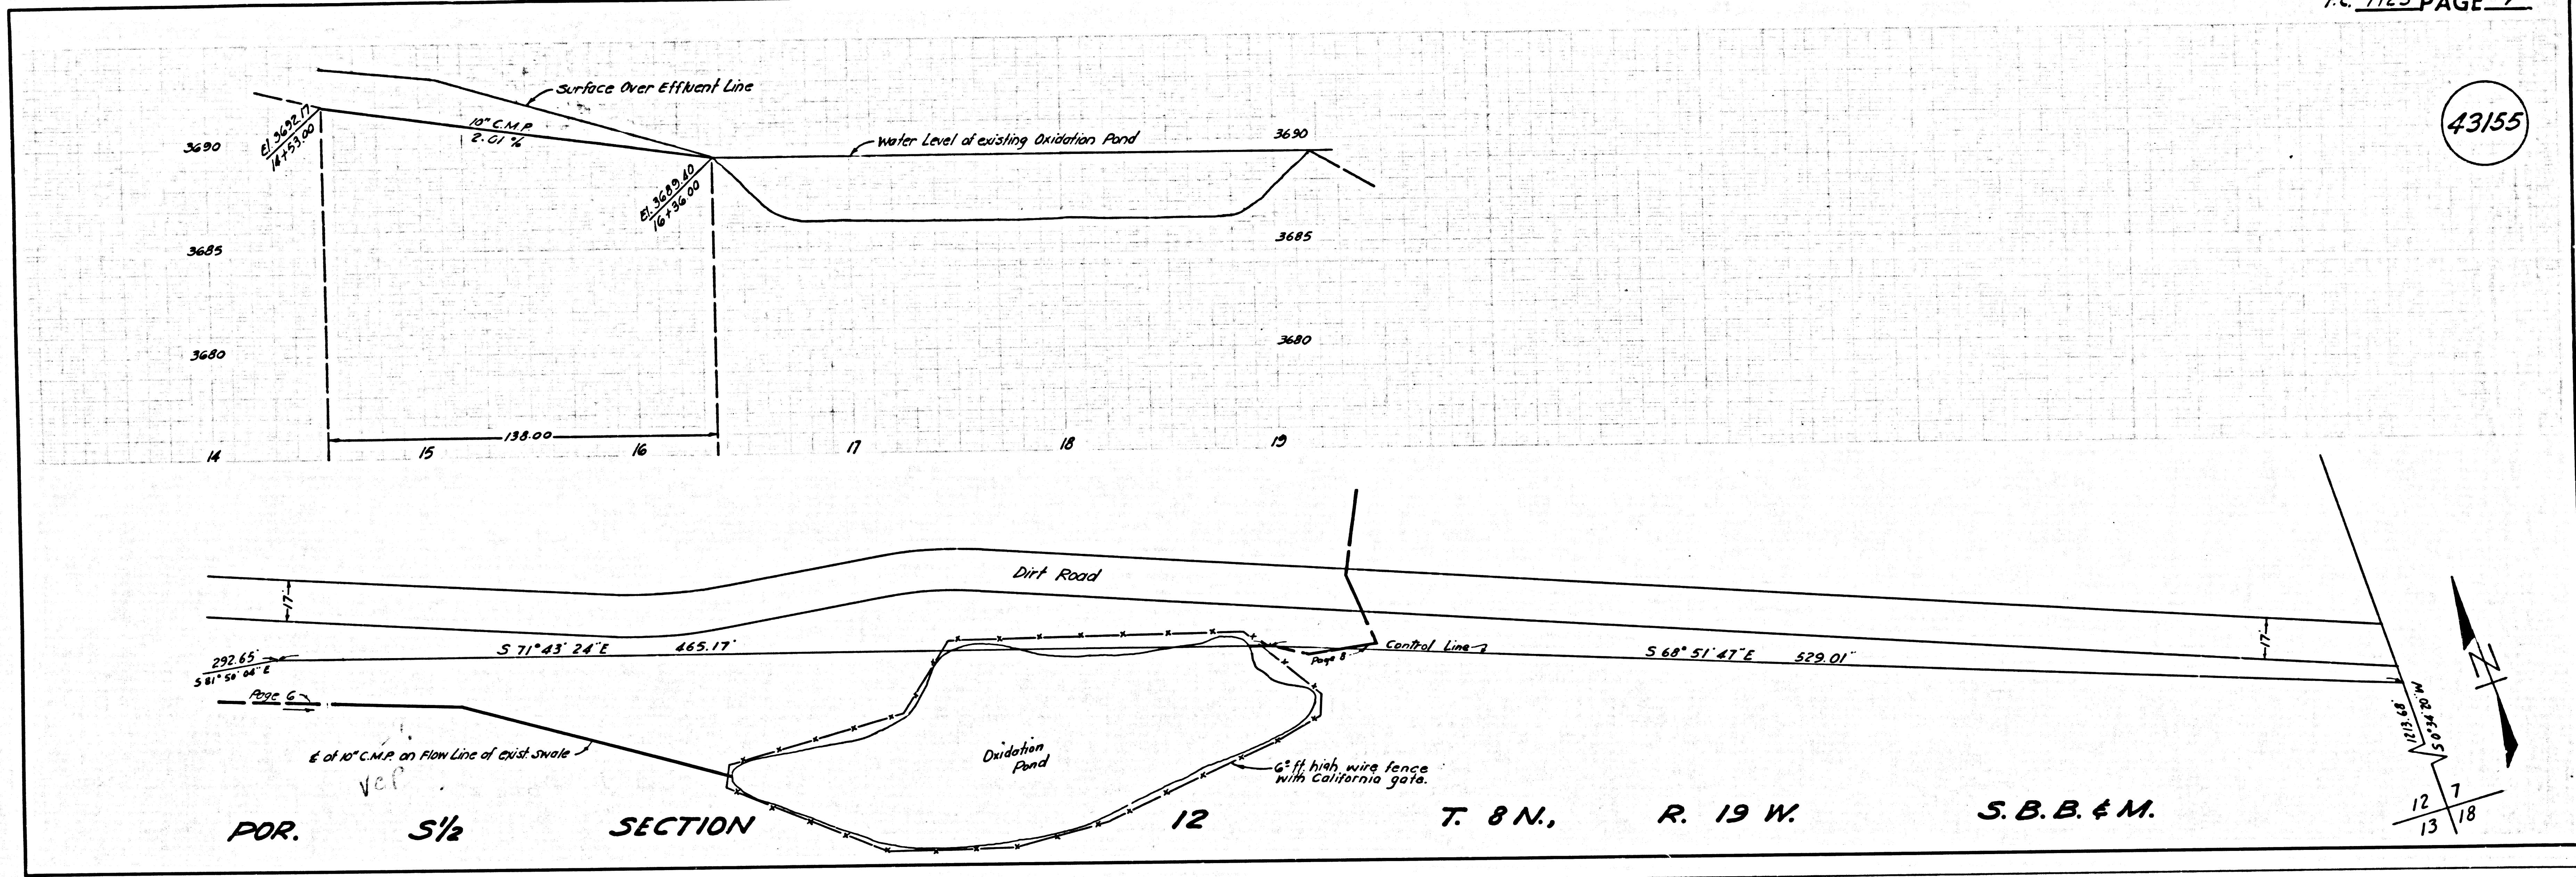 PAGE
43155
Surface Over Effluent Line
10" C.M.P.
2.01 %
El. 3692.17
14+53.00
3690
Water Level of existing Oxidation Pond
3690
El. 3689.40
16+36.00
3685
3685
3680
3680
138.00
14
15
16
17
18
19
Dirt Road
17'
17'
292.65'
S 81° 50' 04" E
S 71° 43' 24" E 465.17'
Page 8
Control Line
S 68° 51' 47" E 529.01'
Page 6
℄ of 10" C.M.P. on Flow Line of exist. swale
VCP
Oxidation
Pond
6° ft. high wire fence
with California gate.
1213.68'
S 0° 34' 20" W.
N
12 7
13 18
POR. S½ SECTION 12 T. 8 N., R. 19 W. S. B. B. & M.